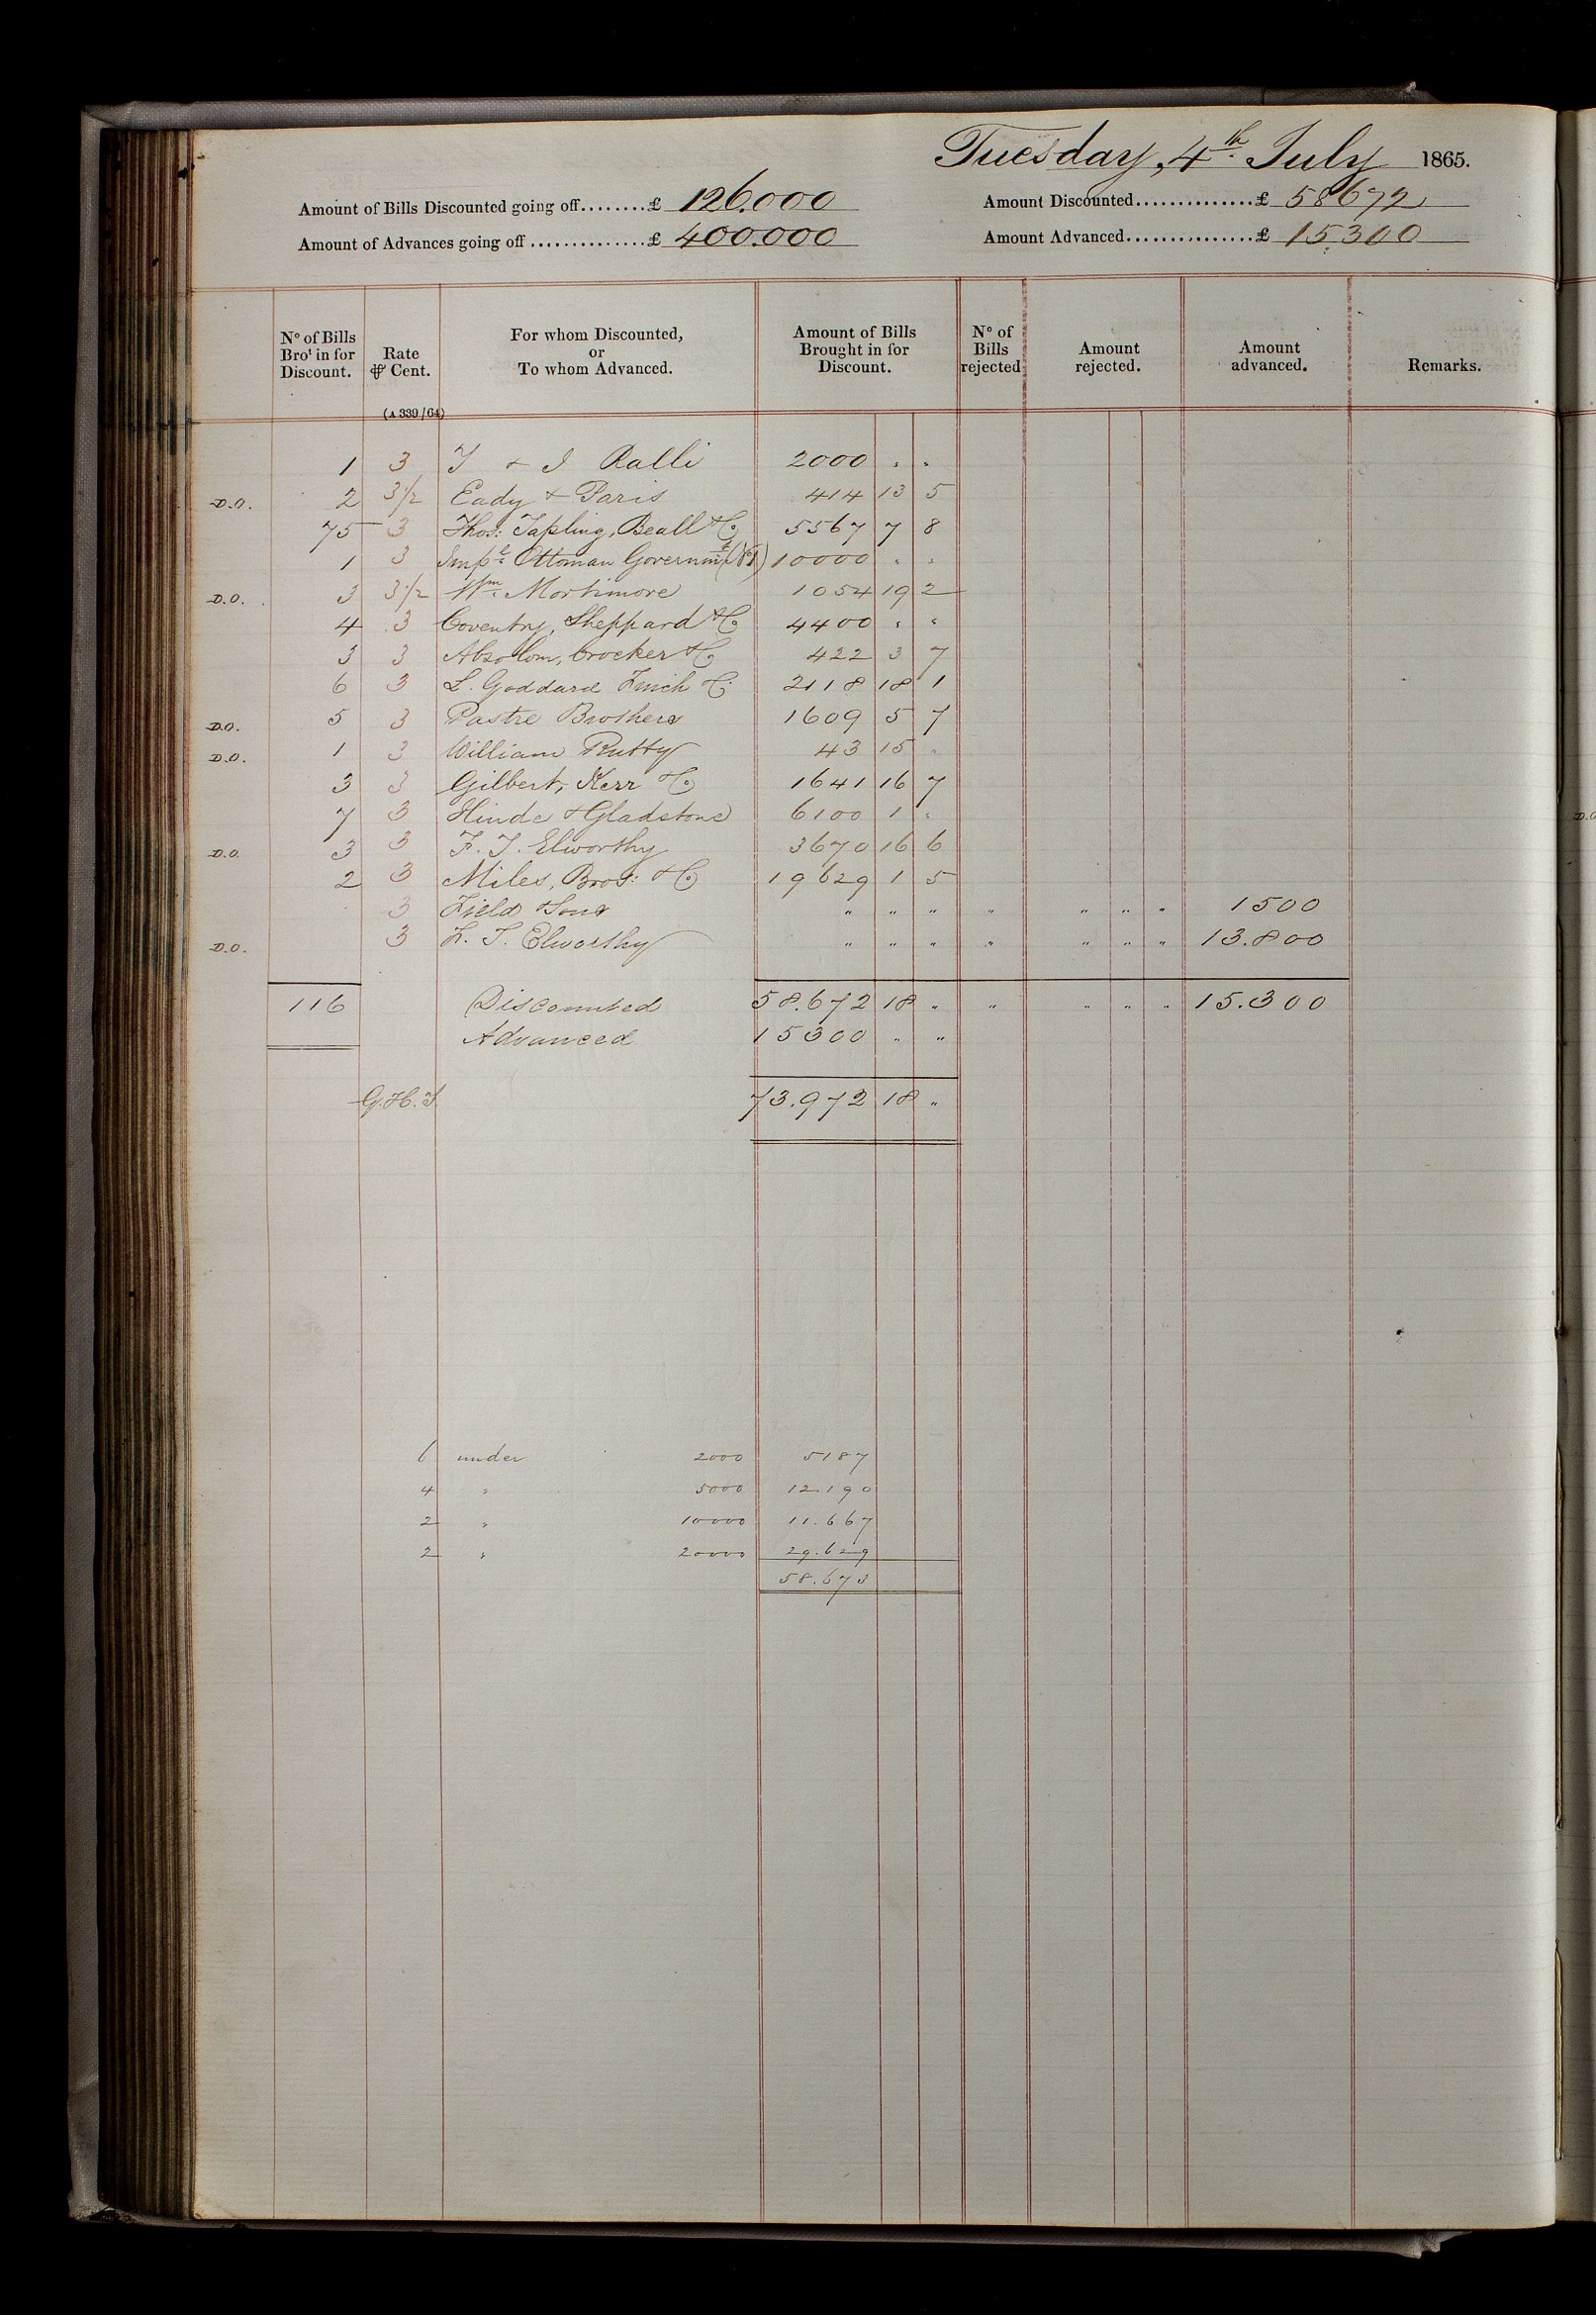 Tuesday, 4th. July 1865.
Amount of Bills Discounted going off........£ 126.000 Amount Discounted..............£ 58672
Amount of Advances going off..............£ 400.000 Amount Advanced................£ 15.300
No of Bills Brot in for Discount. Rate ⅌ Cent. For whom Discounted, or To whom Advanced. Amount of Bills Brought in for Discount. No of Bills rejected. Amount rejected. Amount advanced. Remarks.
(A 339/64)
1 3 & Ralli 2000 " "
D.O. 2 3½ Eady & Paris 414 13 5
75 3 Thos: Tapling, Beall & Co 5567 7 8
1 3 Impl: Ottoman Governmt (No 1) 10000 " "
D.O. 3 3½ Wm: Mortimore 1054 19 2
4 3 Coventry, Sheppard & Co 4400 " "
3 3 Absolom, Crocker & Co 422 3 7
6 3 L. Goddard Finch & Co 2118 18 1
D.O. 5 3 Pastre Brothers 1609 5 7
D.O. 1 3 William Rutty 43 15 "
3 3 Gilbert, Kerr & Co 1641 16 7
7 3 Hinde & Gladstone 6100 1 "
D.O. 3 3 F. T. Elworthy 3670 16 6
2 3 Miles, Bros: & Co 19629 1 5
3 Field & Sons " " " " " " " 1500
D.O. 3 F. T. Elworthy " " " " " " " 13.800
116 Discounted 58.672 18 " " " " " 15.300
Advanced 15300 " "
G.H.T. 73.972 18 "
6 under 2000 5187
4 " 5000 12.190
2 " 10000 11.667
2 " 20000 29.629
58.673